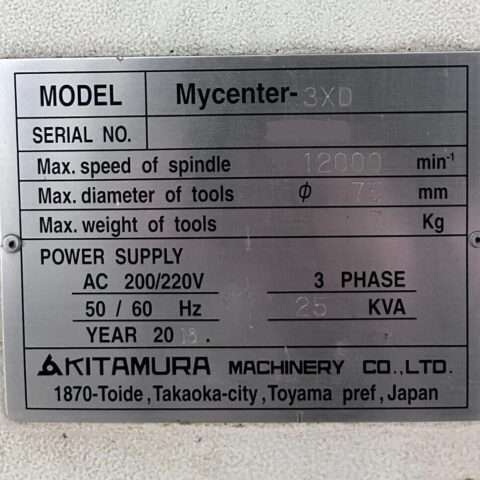 MODEL Mycenter-3XD
SERIAL NO.
Max. speed of spindle 12000 min-1
Max. diameter of tools ϕ mm
Max. weight of tools Kg
POWER SUPPLY
AC 200/220V 3 PHASE
50 / 60 Hz 25 KVA
YEAR 20 .
KITAMURA MACHINERY CO.,LTD.
1870-Toide, Takaoka-city, Toyama pref, Japan